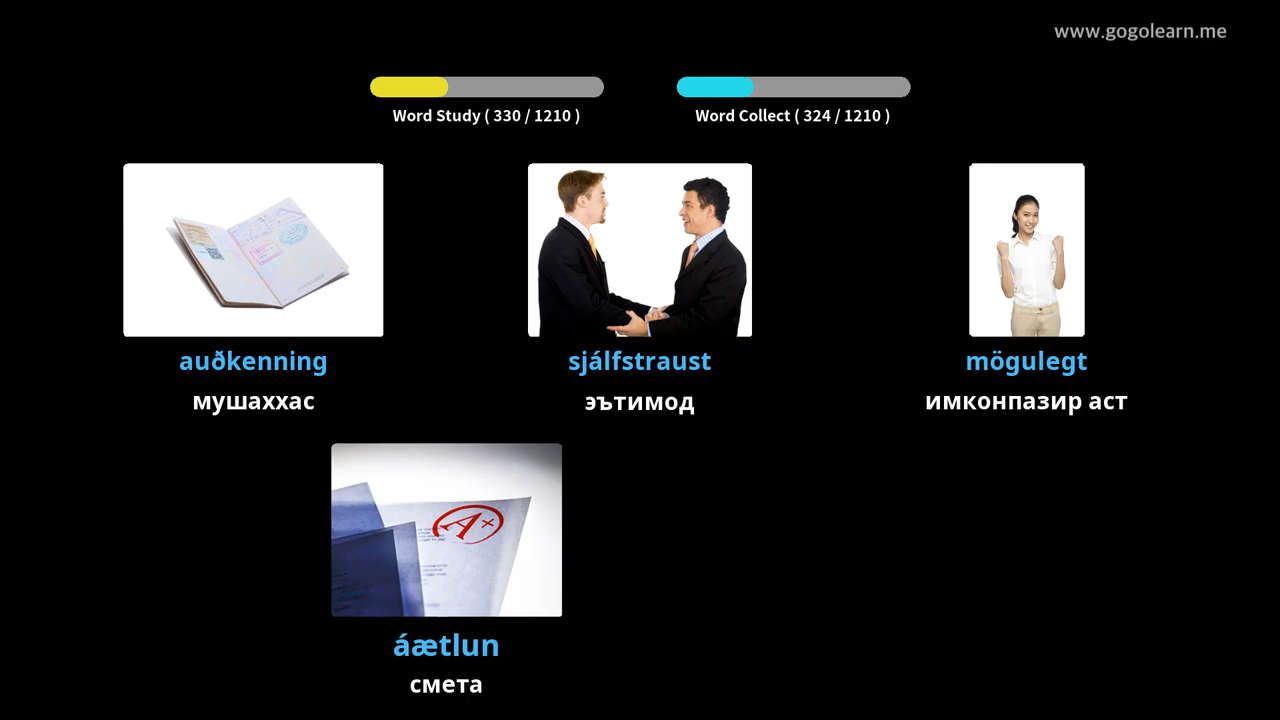 www.gogolearn.me
Word Study ( 330 / 1210 )
Word Collect ( 324 / 1210 )
auðkenning
мушаххас
sjálfstraust
эътимод
mögulegt
имконпазир аст
A+
áætlun
смета